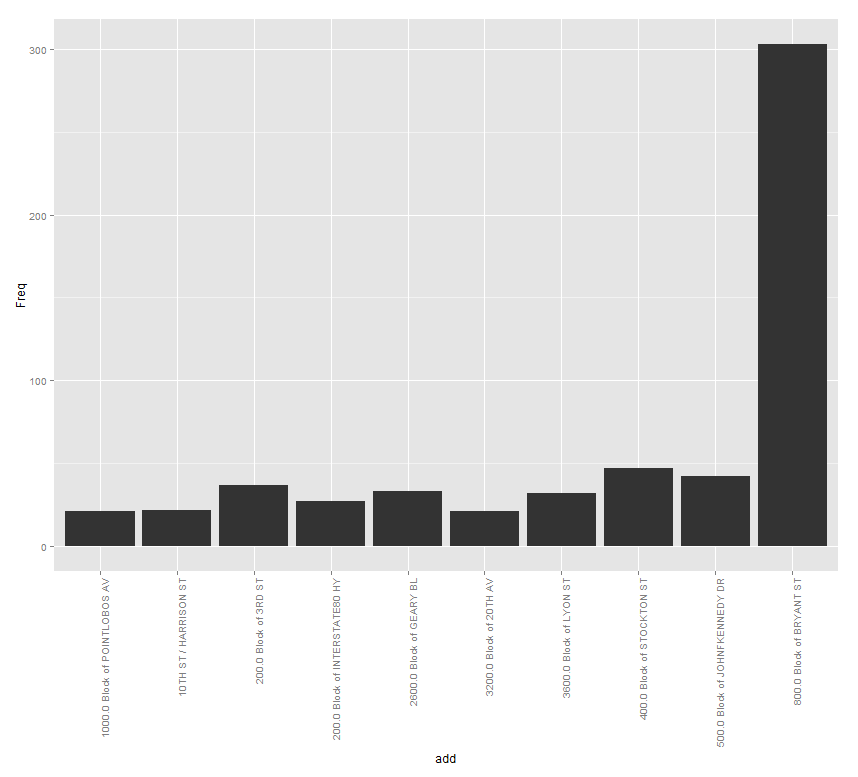 300
200
100
0
Freq
1000.0 Block of POINTLOBOS AV
10TH ST / HARRISON ST
200.0 Block of 3RD ST
200.0 Block of INTERSTATE80 HY
2600.0 Block of GEARY BL
3200.0 Block of 20TH AV
3600.0 Block of LYON ST
400.0 Block of STOCKTON ST
500.0 Block of JOHNFKENNEDY DR
800.0 Block of BRYANT ST
add